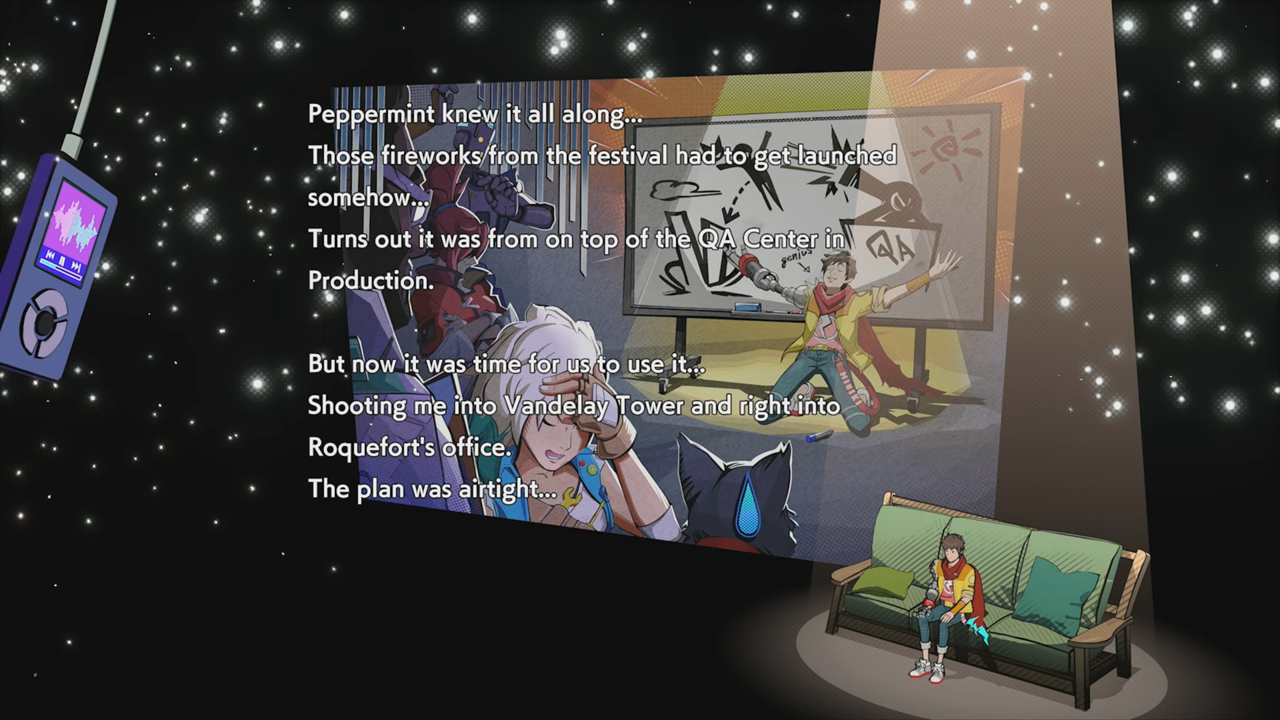 Peppermint knew it all along...
Those fireworks from the festival had to get launched
somehow...
Turns out it was from on top of the QA Center in
Production.
But now it was time for us to use it...
Shooting me into Vandelay Tower and right into
Roquefort's office.
The plan was airtight...
QA
genius